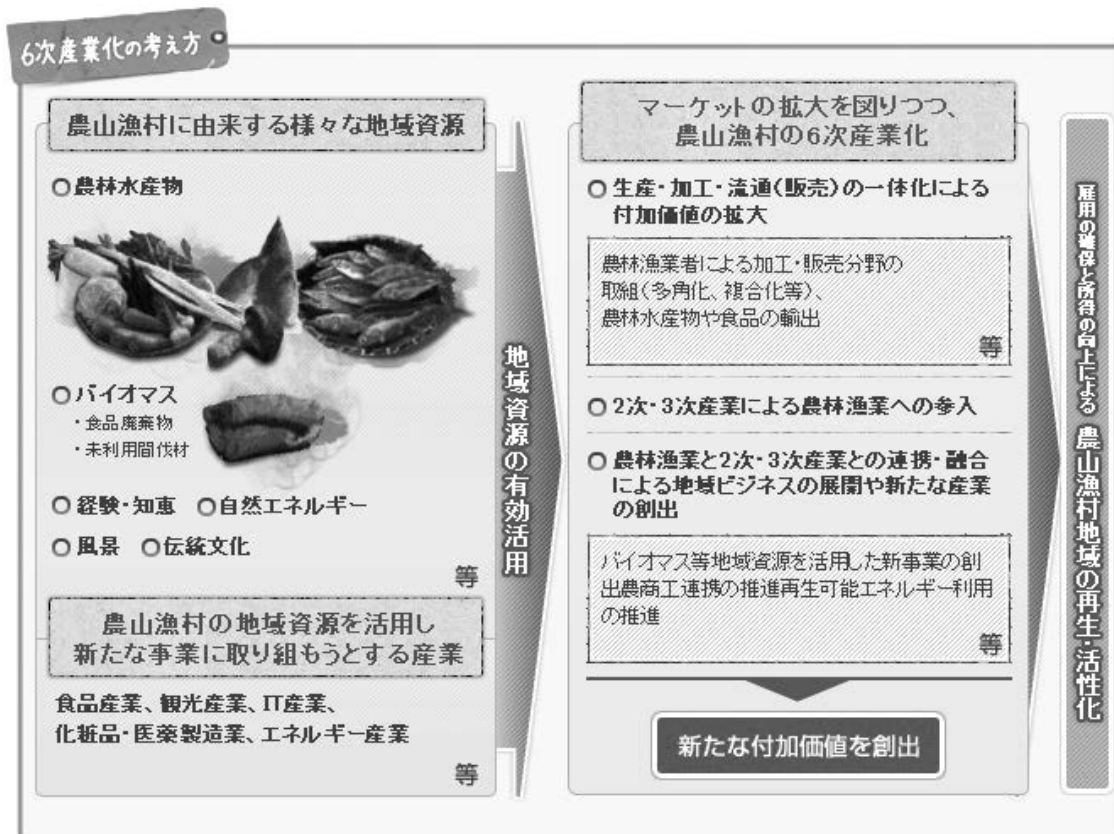 6次産業化の考え方
農山漁村に由来する様々な地域資源
○農林水産物
○バイオマス
・食品廃棄物
・未利用間伐材
○経験・知恵 ○自然エネルギー
○風景 ○伝統文化
等
農山漁村の地域資源を活用し
新たな事業に取り組もうとする産業
食品産業、観光産業、IT産業、
化粧品・医薬製造業、エネルギー産業
等
地域資源の有効活用
マーケットの拡大を図りつつ、
農山漁村の6次産業化
○生産・加工・流通(販売)の一体化による
付加価値の拡大
農林漁業者による加工・販売分野の
取組(多角化、複合化等)、
農林水産物や食品の輸出
等
○2次・3次産業による農林漁業への参入
○農林漁業と2次・3次産業との連携・融合
による地域ビジネスの展開や新たな産業
の創出
バイオマス等地域資源を活用した新事業の創
出農商工連携の推進再生可能エネルギー利用
の推進
等
新たな付加価値を創出
雇用の確保と所得の向上による 農山漁村地域の再生・活性化